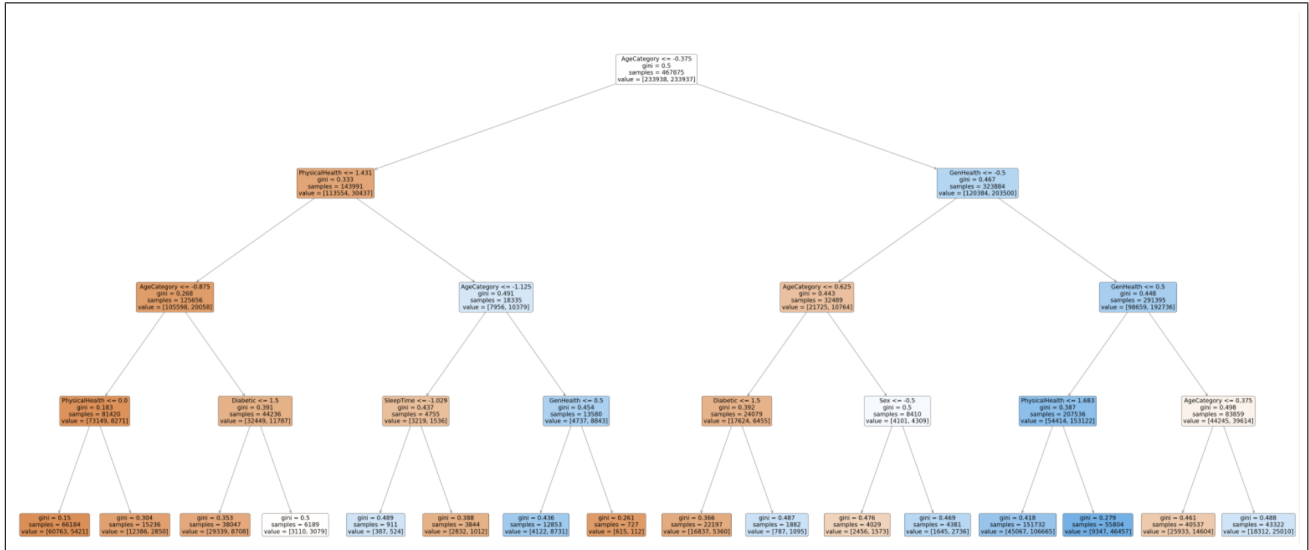 AgeCategory <= -0.375
gini = 0.5
samples = 467875
value = [233938, 233937]
PhysicalHealth <= 1.431
gini = 0.333
samples = 143991
value = [113554, 30437]
GenHealth <= -0.5
gini = 0.467
samples = 323884
value = [120384, 203500]
AgeCategory <= -0.875
gini = 0.268
samples = 125656
value = [105598, 20058]
AgeCategory <= -1.125
gini = 0.491
samples = 18335
value = [7956, 10379]
AgeCategory <= 0.625
gini = 0.443
samples = 32489
value = [21725, 10764]
GenHealth <= 0.5
gini = 0.448
samples = 291395
value = [98659, 192736]
PhysicalHealth <= 0.0
gini = 0.183
samples = 81420
value = [73149, 8271]
Diabetic <= 1.5
gini = 0.391
samples = 44236
value = [32449, 11787]
SleepTime <= -1.029
gini = 0.437
samples = 4755
value = [3219, 1536]
GenHealth <= 0.5
gini = 0.454
samples = 13580
value = [4737, 8843]
Diabetic <= 1.5
gini = 0.392
samples = 24079
value = [17624, 6455]
Sex <= -0.5
gini = 0.5
samples = 8410
value = [4101, 4309]
PhysicalHealth <= 1.683
gini = 0.387
samples = 207536
value = [54414, 153122]
AgeCategory <= 0.375
gini = 0.498
samples = 83859
value = [44245, 39614]
gini = 0.15
samples = 66184
value = [60763, 5421]
gini = 0.304
samples = 15236
value = [12386, 2850]
gini = 0.353
samples = 38047
value = [29339, 8708]
gini = 0.5
samples = 6189
value = [3110, 3079]
gini = 0.489
samples = 911
value = [387, 524]
gini = 0.388
samples = 3844
value = [2832, 1012]
gini = 0.436
samples = 12853
value = [4122, 8731]
gini = 0.261
samples = 727
value = [615, 112]
gini = 0.366
samples = 22197
value = [16837, 5360]
gini = 0.487
samples = 1882
value = [787, 1095]
gini = 0.476
samples = 4029
value = [2456, 1573]
gini = 0.469
samples = 4381
value = [1645, 2736]
gini = 0.418
samples = 151732
value = [45067, 106665]
gini = 0.279
samples = 55804
value = [9347, 46457]
gini = 0.461
samples = 40537
value = [25933, 14604]
gini = 0.488
samples = 43322
value = [18312, 25010]